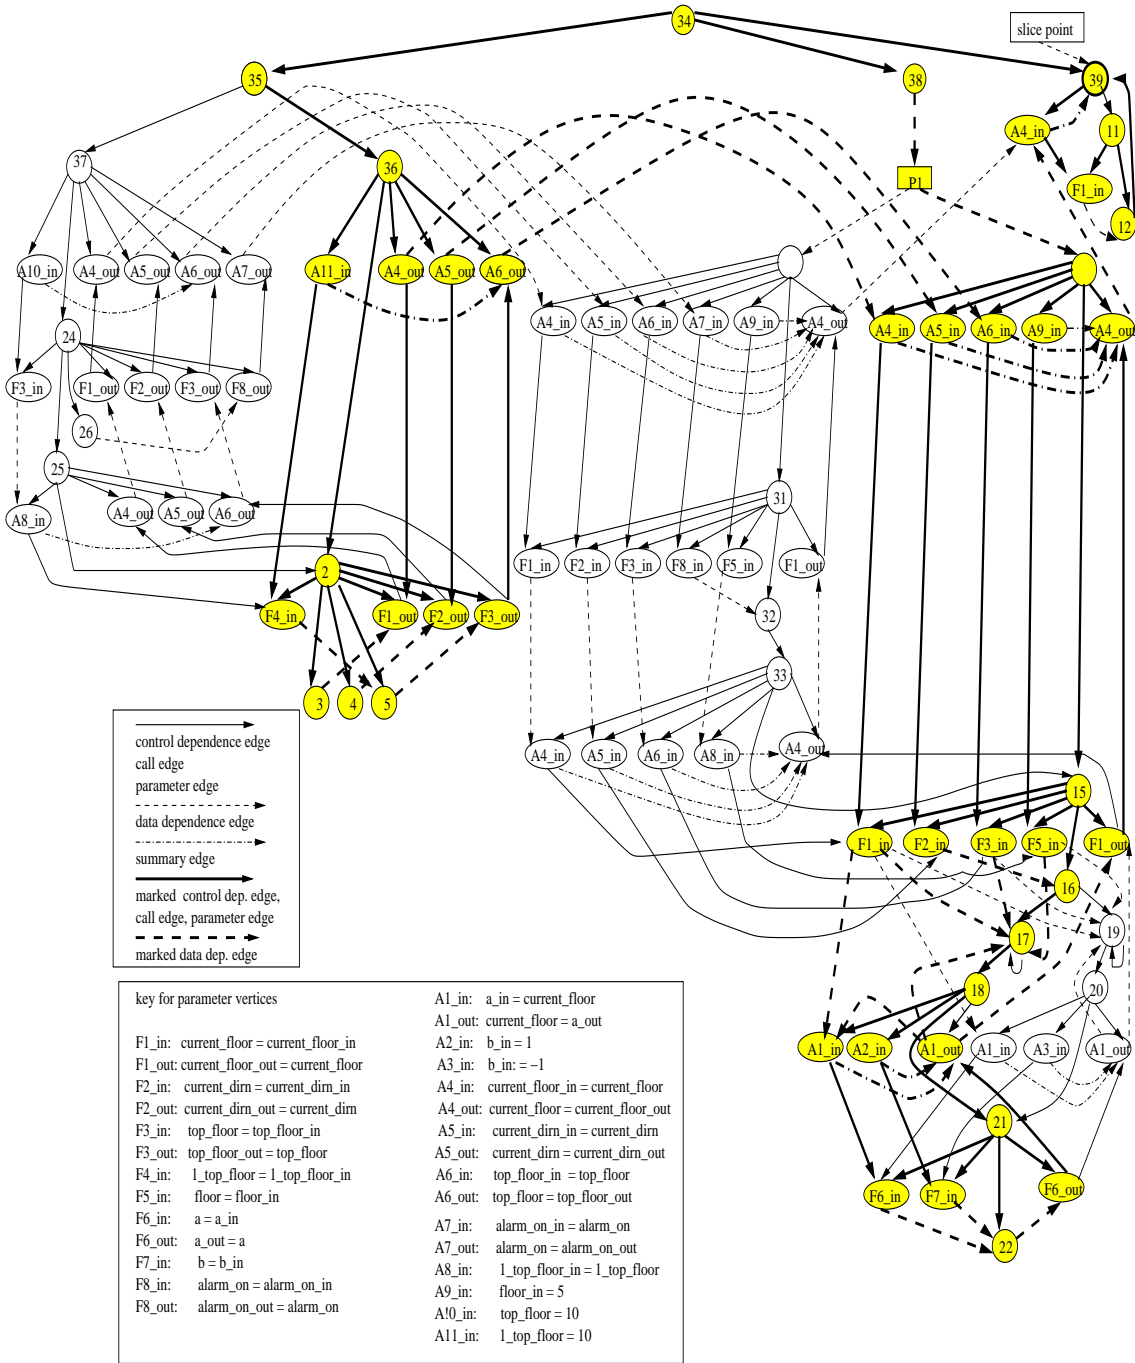 34
slice point
35
38
39
A4_in
11
37
36
P1
F1_in
12
A10_in
A4_out
A5_out
A6_out
A7_out
A11_in
A4_out
A5_out
A6_out
A4_in
A5_in
A6_in
A7_in
A9_in
A4_out
A4_in
A5_in
A6_in
A9_in
A4_out
24
F3_in
F1_out
F2_out
F3_out
F8_out
26
25
A8_in
A4_out
A5_out
A6_out
31
F1_in
F2_in
F3_in
F8_in
F5_in
F1_out
2
F4_in
F1_out
F2_out
F3_out
32
33
3
4
5
A4_in
A5_in
A6_in
A8_in
A4_out
control dependence edge
call edge
parameter edge
data dependence edge
summary edge
marked control dep. edge,
call edge, parameter edge
marked data dep. edge
15
F1_in
F2_in
F3_in
F5_in
F1_out
16
17
19
18
20
A1_in
A2_in
A1_out
A1_in
A3_in
A1_out
21
F6_in
F7_in
F6_out
22
key for parameter vertices
F1_in: current_floor = current_floor_in
F1_out: current_floor_out = current_floor
F2_in: current_dirn = current_dirn_in
F2_out: current_dirn_out = current_dirn
F3_in: top_floor = top_floor_in
F3_out: top_floor_out = top_floor
F4_in: 1_top_floor = 1_top_floor_in
F5_in: floor = floor_in
F6_in: a = a_in
F6_out: a_out = a
F7_in: b = b_in
F8_in: alarm_on = alarm_on_in
F8_out: alarm_on_out = alarm_on
A1_in: a_in = current_floor
A1_out: current_floor = a_out
A2_in: b_in = 1
A3_in: b_in: = −1
A4_in: current_floor_in = current_floor
A4_out: current_floor = current_floor_out
A5_in: current_dirn_in = current_dirn
A5_out: current_dirn = current_dirn_out
A6_in: top_floor_in = top_floor
A6_out: top_floor = top_floor_out
A7_in: alarm_on_in = alarm_on
A7_out: alarm_on = alarm_on_out
A8_in: 1_top_floor_in = 1_top_floor
A9_in: floor_in = 5
A!0_in: top_floor = 10
A11_in: 1_top_floor = 10